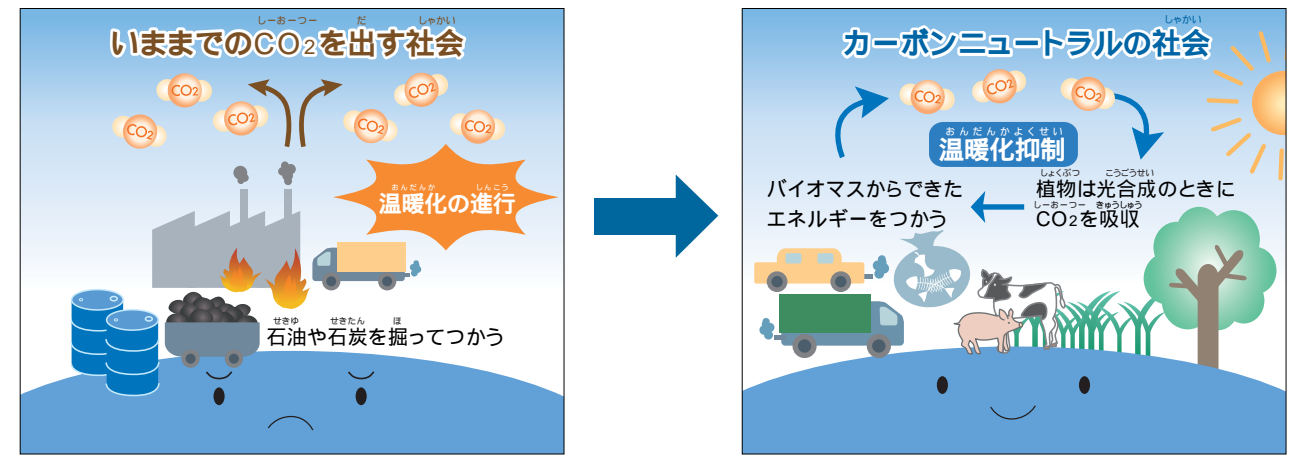 しーおーつー だ しゃかい
いままでのCO2を出す社会
CO2
CO2
CO2
CO2
CO2
CO2
CO2
おんだんか しんこう
温暖化の進行
せきゆ せきたん ほ
石油や石炭を掘ってつかう
しゃかい
カーボンニュートラルの社会
CO2
CO2
CO2
おんだんかよくせい
温暖化抑制
バイオマスからできた
エネルギーをつかう
しょくぶつ こうごうせい
植物は光合成のときに
しーおーつー きゅうしゅう
CO2を吸収